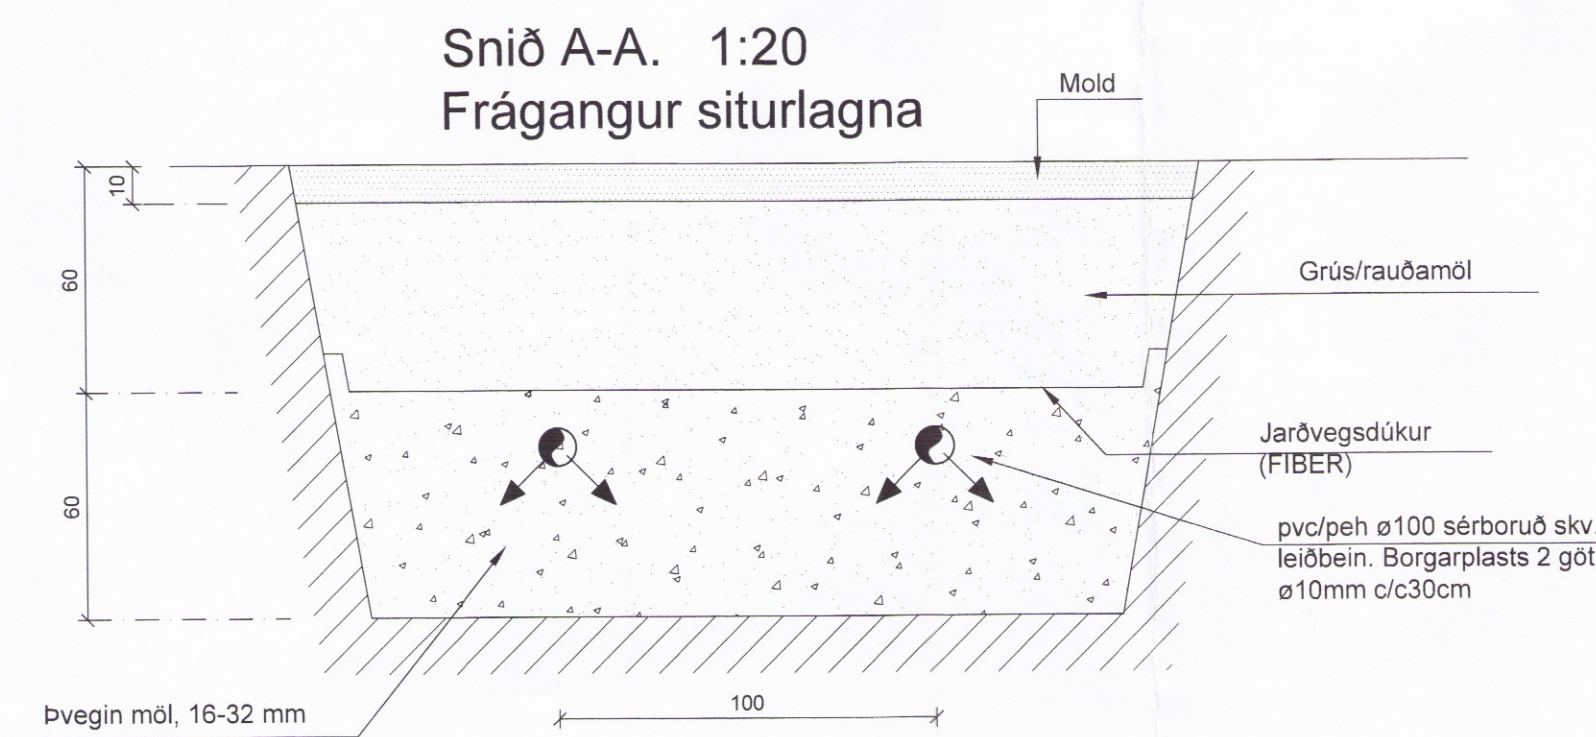 Snið A-A. 1:20
Frágangur siturlagna
Mold
10
60
Grús/rauðamöl
Jarðvegsdúkur
(FIBER)
60
pvc/peh ø100 sérboruð skv.
leiðbein. Borgarplasts 2 göt
ø10mm c/c30cm
Þvegin möl, 16-32 mm
100